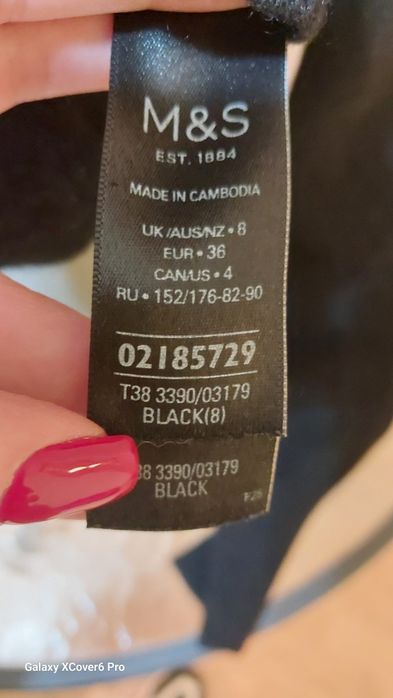 M&S
EST. 1884
MADE IN CAMBODIA
UK/AUS/NZ • 8
EUR • 36
CAN/US • 4
RU • 152/176-82-90
02185729
T38 3390/03179
BLACK(8)
38 3390/03179
BLACK
Galaxy XCover6 Pro